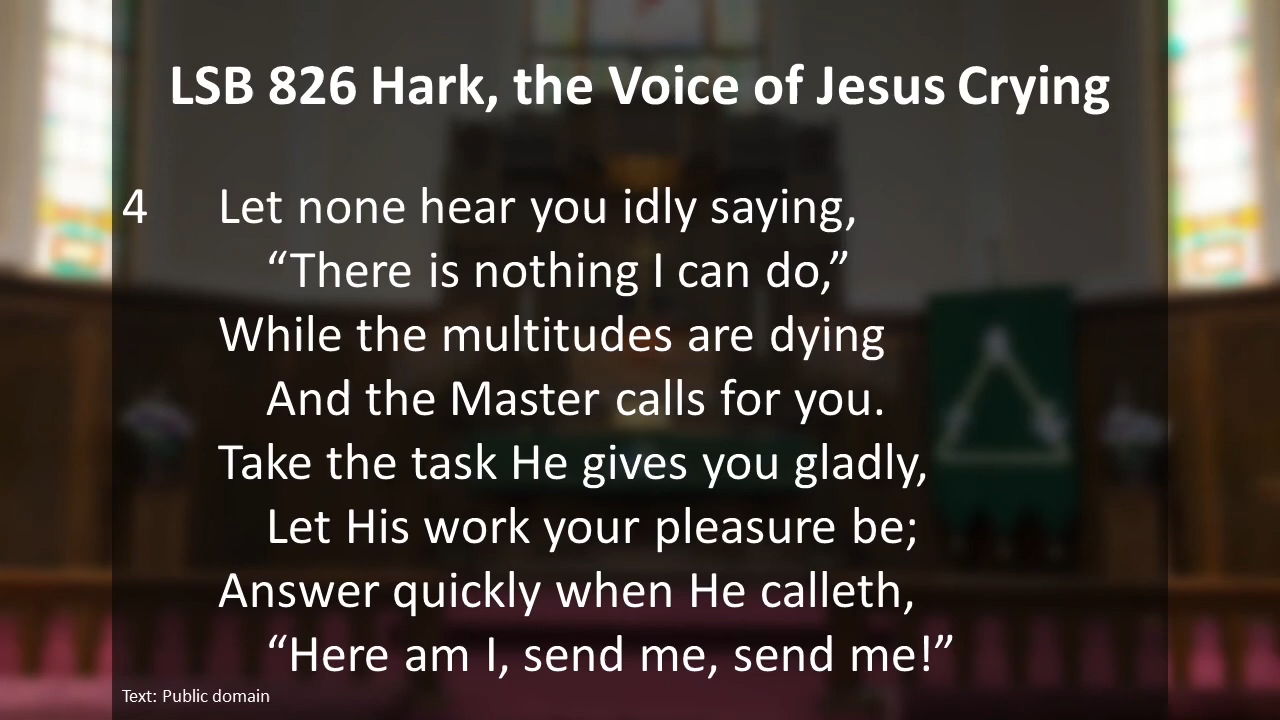 LSB 826 Hark, the Voice of Jesus Crying
4 Let none hear you idly saying,
“There is nothing I can do,”
While the multitudes are dying
And the Master calls for you.
Take the task He gives you gladly,
Let His work your pleasure be;
Answer quickly when He calleth,
“Here am I, send me, send me!”
Text: Public domain